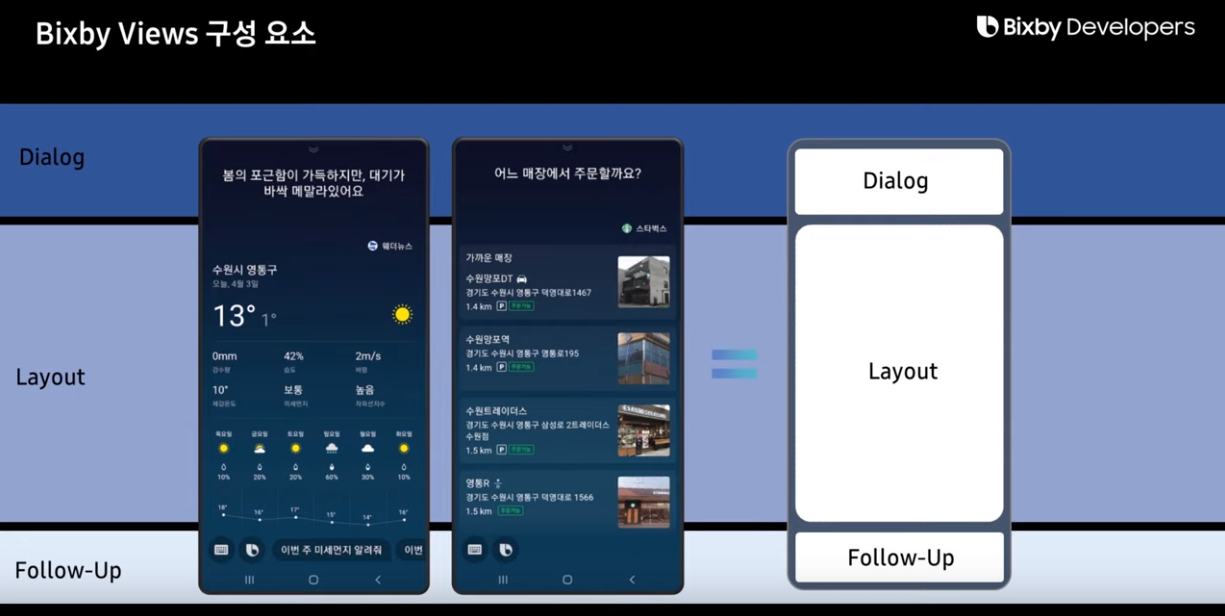 Bixby Views 구성 요소
Bixby Developers
Dialog
Layout
Follow-Up
봄의 포근함이 가득하지만, 대기가
바싹 메말라있어요
웨더뉴스
수원시 영통구
오늘, 4월 3일
13° 1°
0mm 42% 2m/s
강수량 습도 바람
10° 보통 높음
체감온도 미세먼지 자외선지수
목요일 금요일 토요일 일요일 월요일 화요일
10% 20% 20% 60% 30% 10%
18° 16° 17° 15° 14° 16°
이번 주 미세먼지 알려줘 이번
어느 매장에서 주문할까요?
스타벅스
가까운 매장
수원망포DT
경기도 수원시 영통구 덕영대로1467
1.4 km P 주문가능
수원망포역
경기도 수원시 영통구 영통로195
1.4 km P 주문가능
수원트레이더스
경기도 수원시 영통구 삼성로 2트레이더스
수원점
1.5 km P 주문가능
영통R
경기도 수원시 영통구 덕영대로 1566
1.5 km 주문가능
Dialog
Layout
Follow-Up